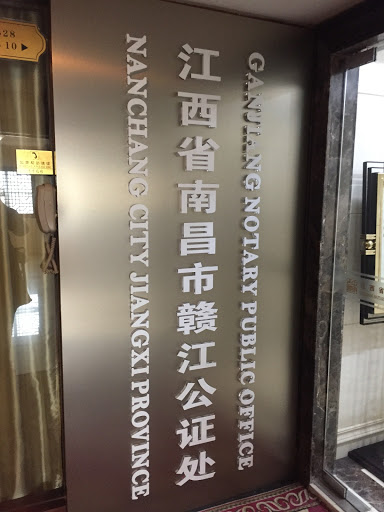 江西省南昌市赣江公证处
GANJIANG NOTARY PUBLIC OFFICE
NANCHANG CITY JIANGXI PROVINCE